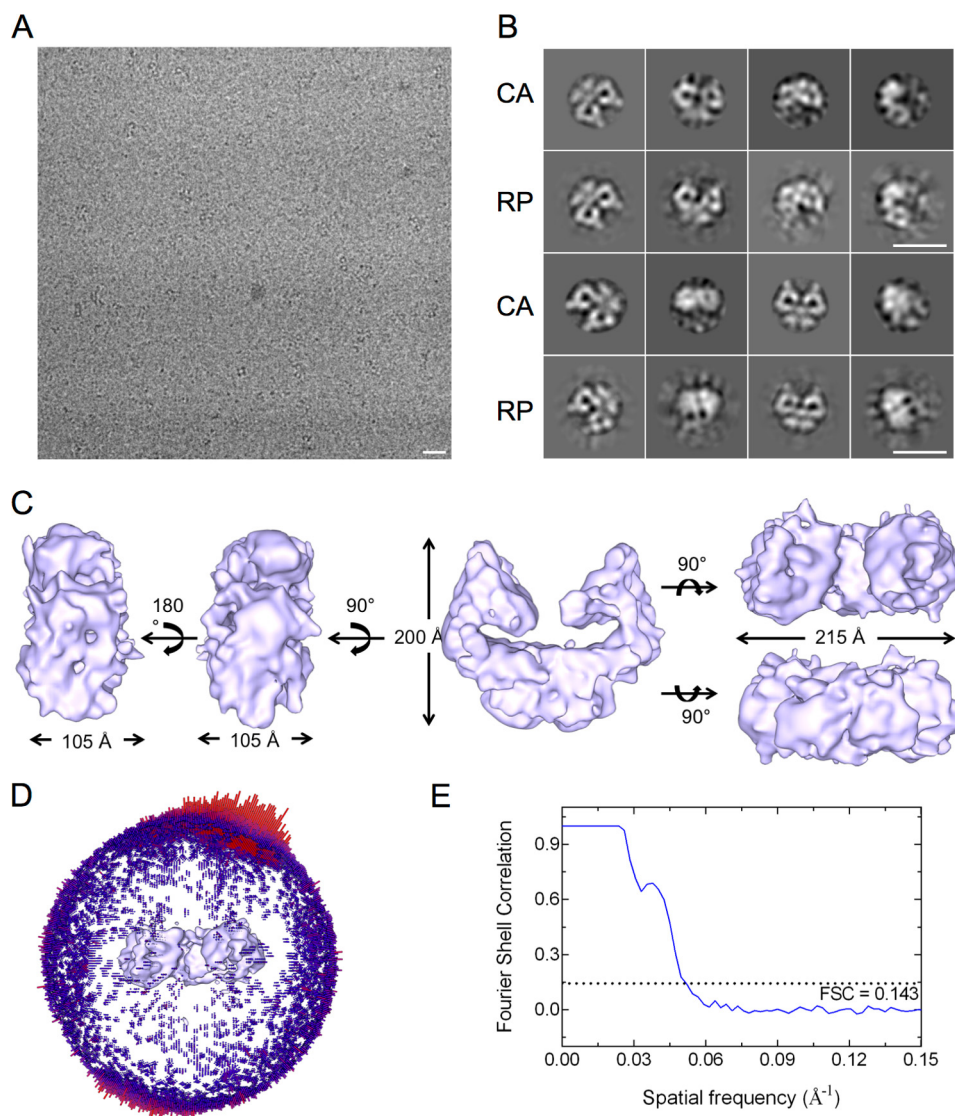 A
B
CA
RP
CA
RP
C
180
°
90°
200 Å
90°
90°
215 Å
105 Å
105 Å
D
E
Fourier Shell Correlation
0.9
0.6
0.3
0.0
FSC = 0.143
0.00 0.03 0.06 0.09 0.12 0.15
Spatial frequency (Å-1)